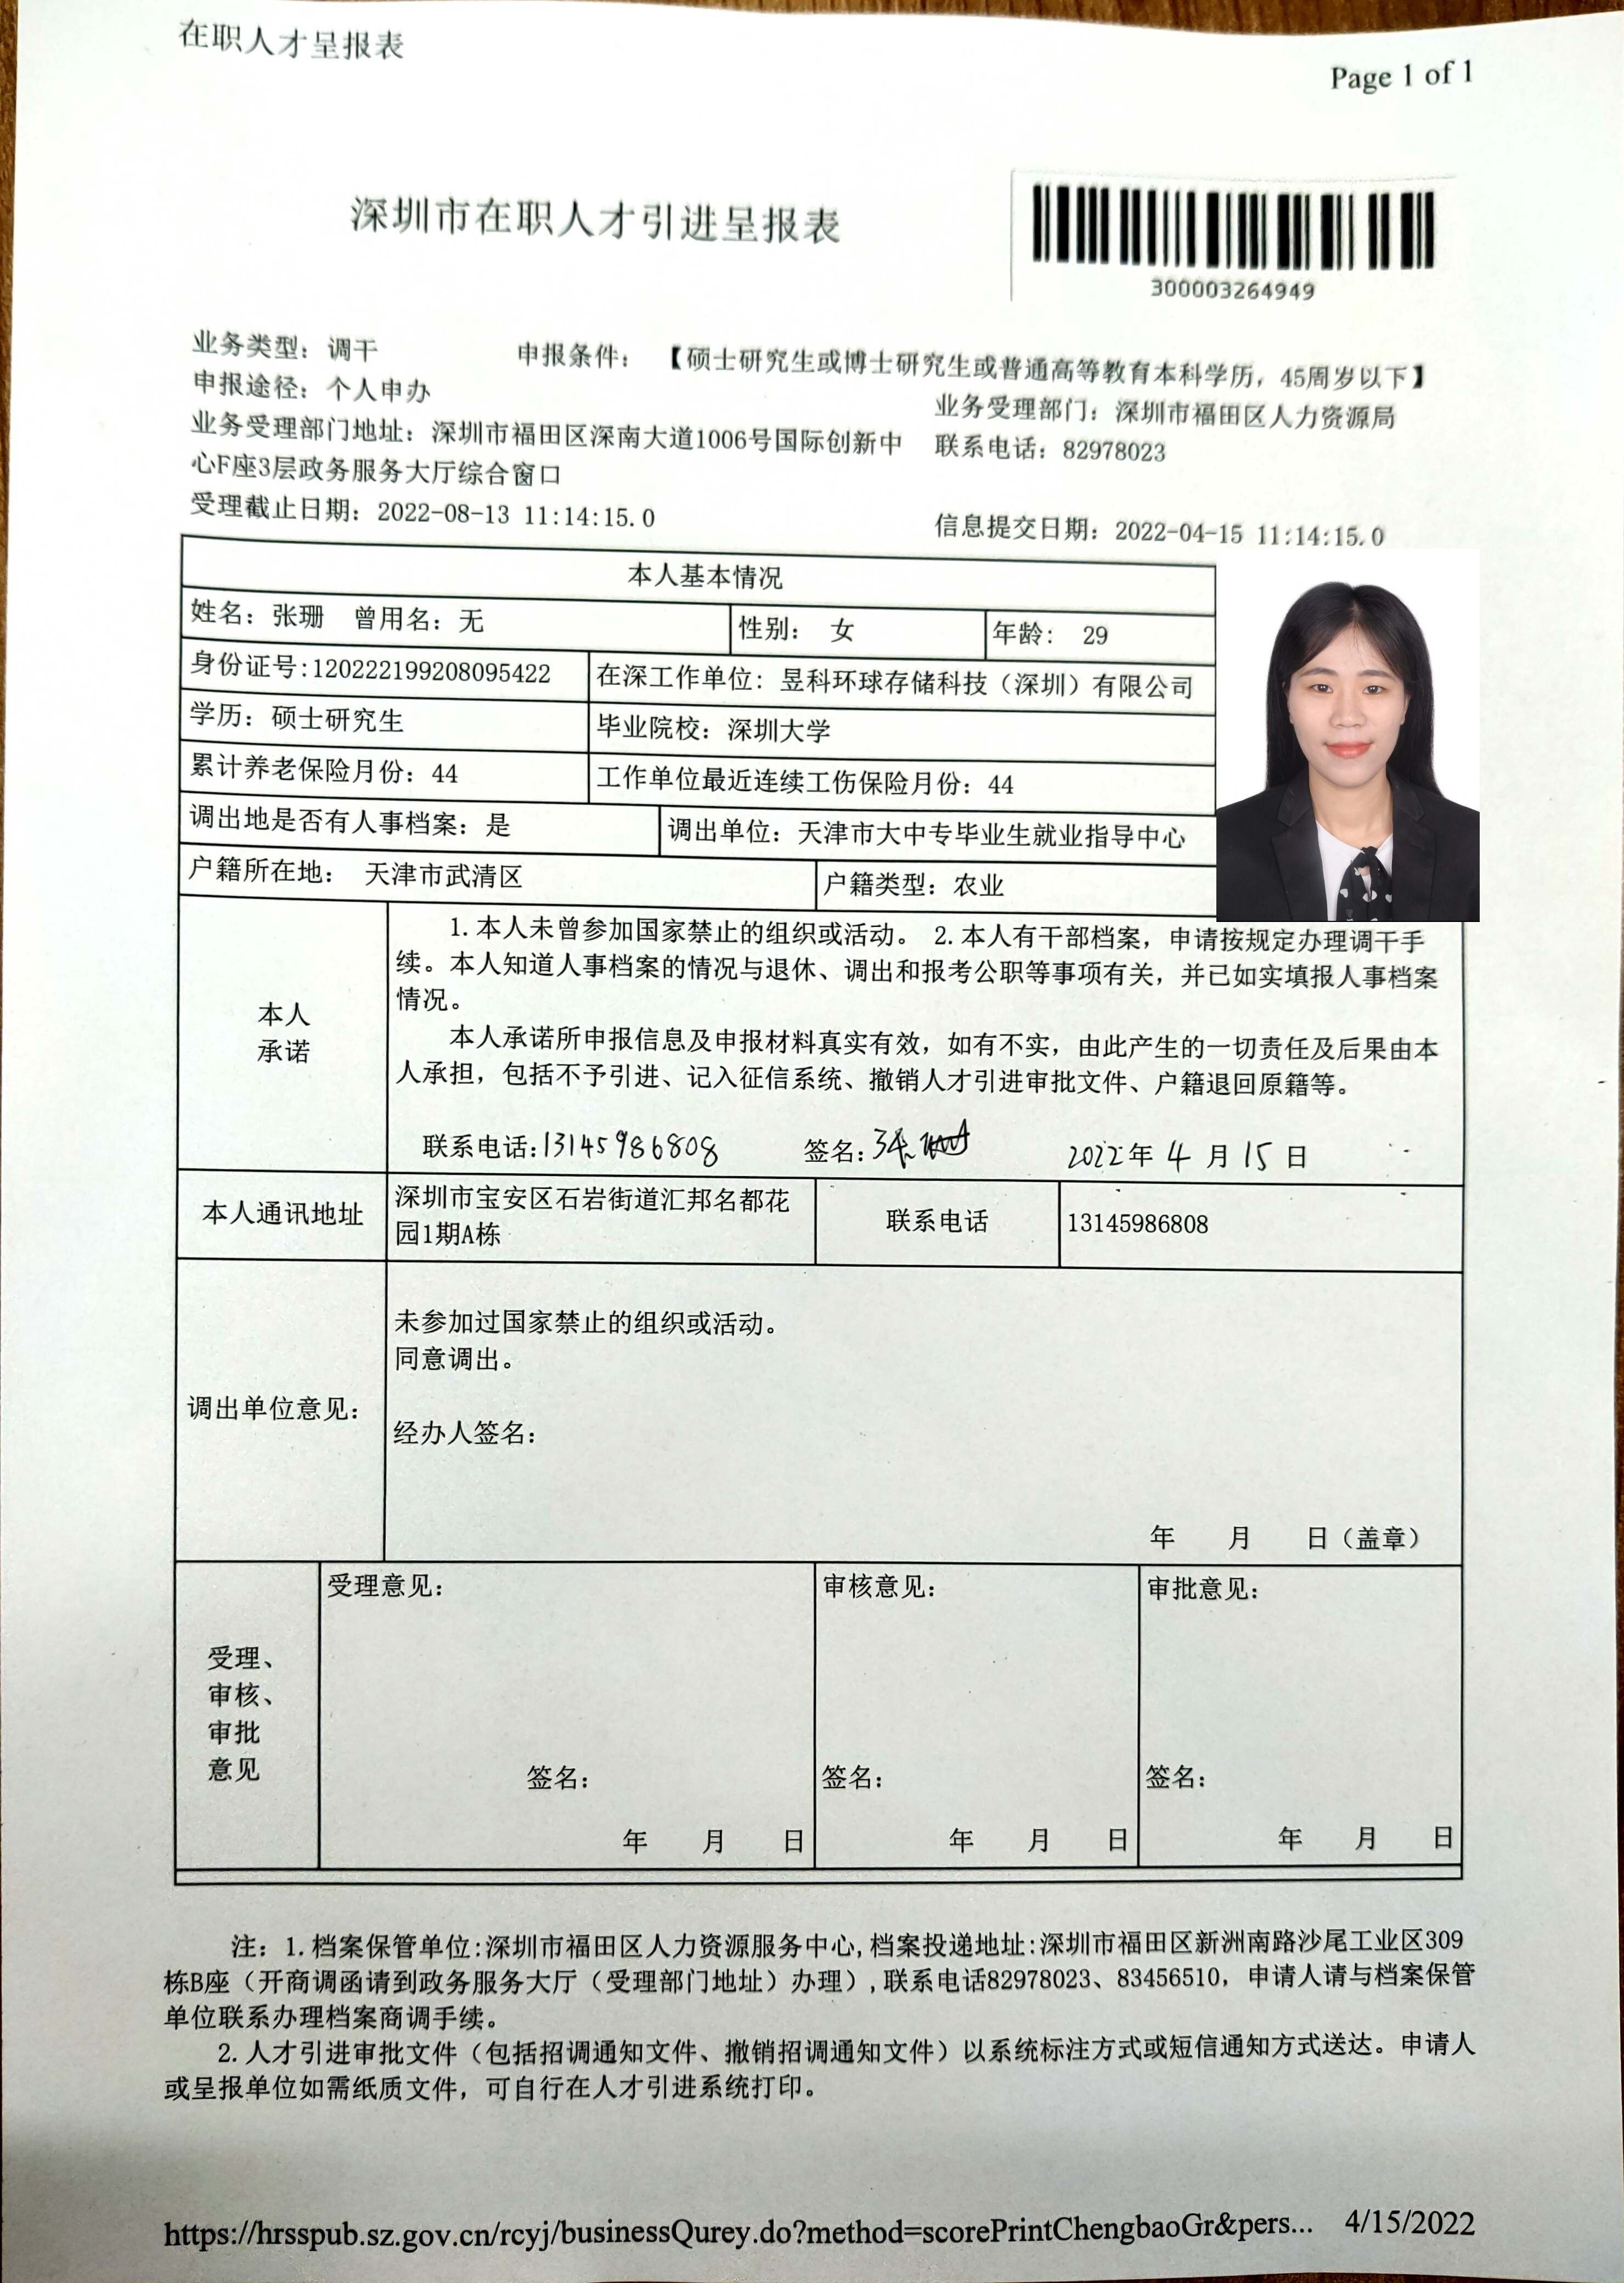 在职人才呈报表
Page 1 of 1
深圳市在职人才引进呈报表
300003264949
业务类型：调干 申报条件：【硕士研究生或博士研究生或普通高等教育本科学历，45周岁以下】
申报途径：个人申办 业务受理部门：深圳市福田区人力资源局
业务受理部门地址：深圳市福田区深南大道1006号国际创新中 联系电话：82978023
心F座3层政务服务大厅综合窗口
受理截止日期：2022-08-13 11:14:15.0 信息提交日期：2022-04-15 11:14:15.0
本人基本情况
姓名：张珊 曾用名：无 性别：女 年龄：29
身份证号:120222199208095422 在深工作单位：昱科环球存储科技（深圳）有限公司
学历：硕士研究生 毕业院校：深圳大学
累计养老保险月份：44 工作单位最近连续工伤保险月份：44
调出地是否有人事档案：是 调出单位：天津市大中专毕业生就业指导中心
户籍所在地：天津市武清区 户籍类型：农业
本人
承诺
1.本人未曾参加国家禁止的组织或活动。2.本人有干部档案，申请按规定办理调干手
续。本人知道人事档案的情况与退休、调出和报考公职等事项有关，并已如实填报人事档案
情况。
本人承诺所申报信息及申报材料真实有效，如有不实，由此产生的一切责任及后果由本
人承担，包括不予引进、记入征信系统、撤销人才引进审批文件、户籍退回原籍等。
联系电话:13145986808 签名:张珊 2022年 4 月 15 日
本人通讯地址
深圳市宝安区石岩街道汇邦名都花
园1期A栋
联系电话
13145986808
调出单位意见：
未参加过国家禁止的组织或活动。
同意调出。
经办人签名：
年 月 日（盖章）
受理、
审核、
审批
意见
受理意见： 审核意见： 审批意见：
签名： 签名： 签名：
年 月 日 年 月 日 年 月 日
注：1.档案保管单位:深圳市福田区人力资源服务中心,档案投递地址:深圳市福田区新洲南路沙尾工业区309
栋B座（开商调函请到政务服务大厅（受理部门地址）办理）,联系电话82978023、83456510，申请人请与档案保管
单位联系办理档案商调手续。
2.人才引进审批文件（包括招调通知文件、撤销招调通知文件）以系统标注方式或短信通知方式送达。申请人
或呈报单位如需纸质文件，可自行在人才引进系统打印。
https://hrsspub.sz.gov.cn/rcyj/businessQurey.do?method=scorePrintChengbaoGr&pers... 4/15/2022